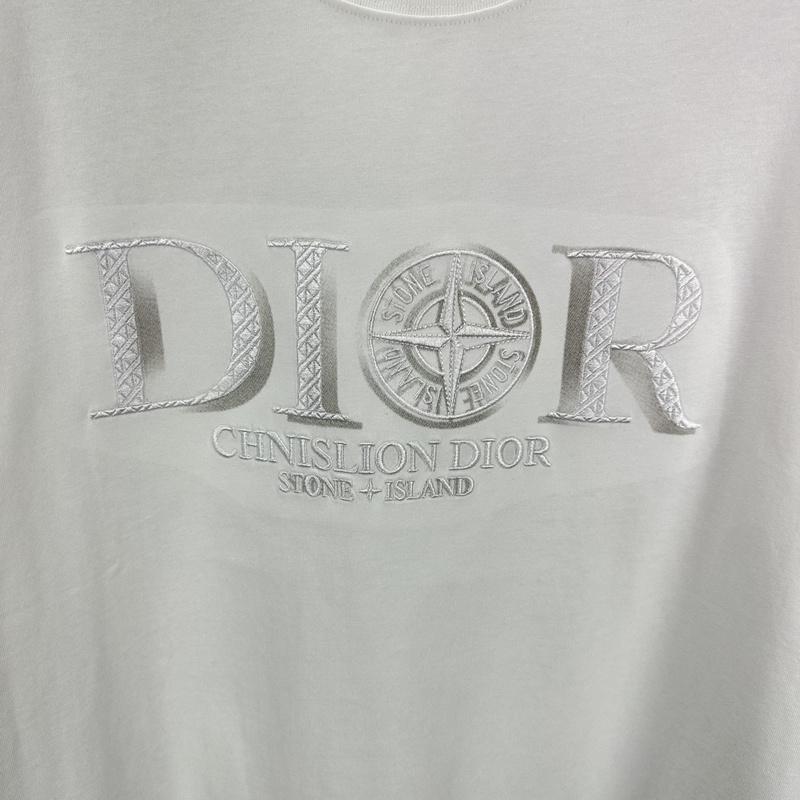 DIOR
STONE ISLAND STONE ISLAND
CHNISLION DIOR
STONE ISLAND